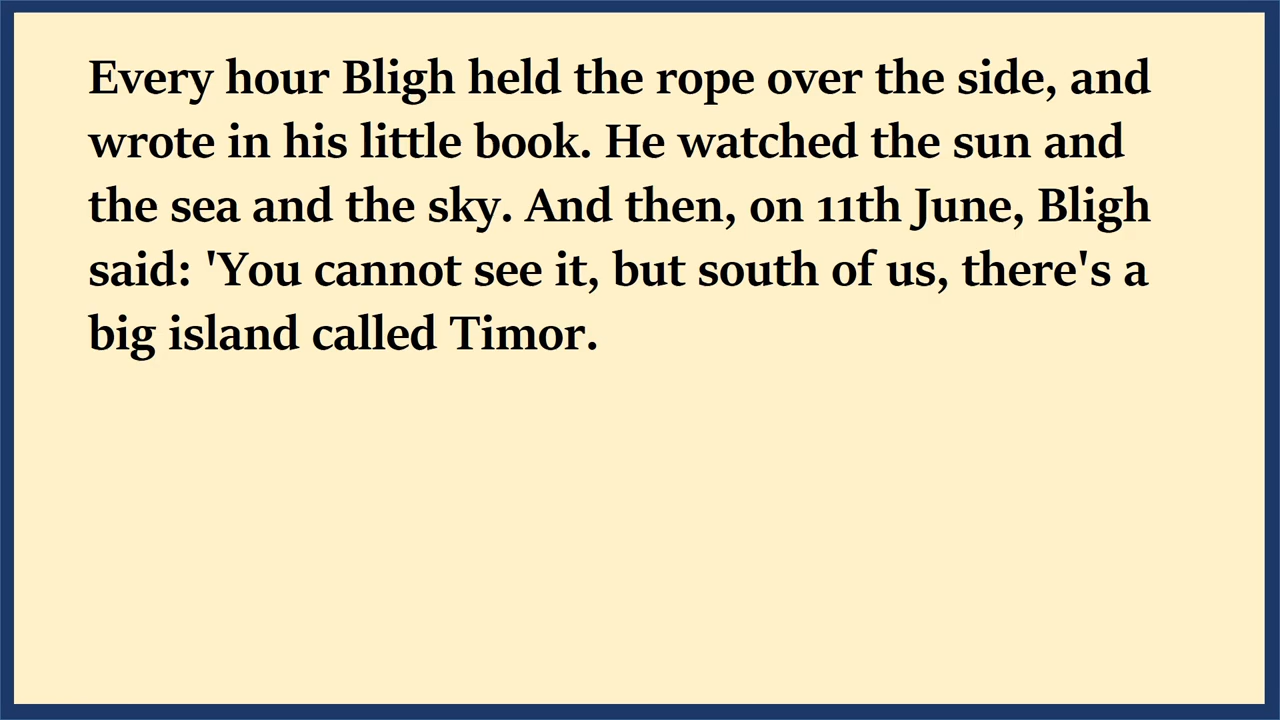 Every hour Bligh held the rope over the side, and
wrote in his little book. He watched the sun and
the sea and the sky. And then, on 11th June, Bligh
said: 'You cannot see it, but south of us, there's a
big island called Timor.